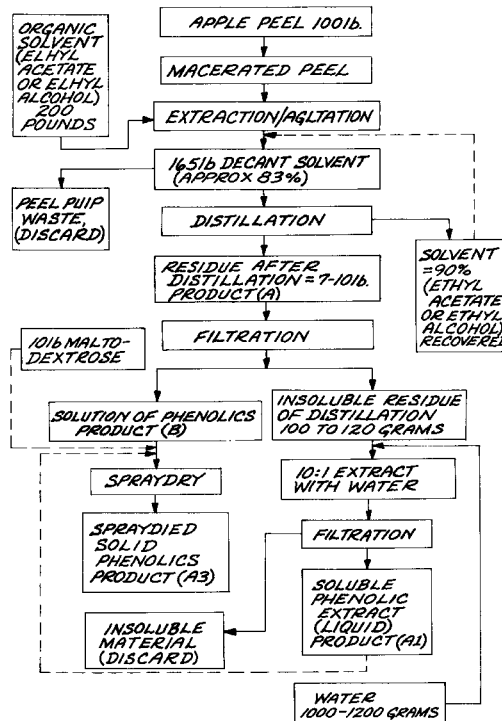 APPLE PEEL 100lb.
ORGANIC
SOLVENT
(ELHYL
ACETATE
OR ELHYL
ALCOHOL)
200
POUNDS
MACERATED PEEL
EXTRACTION/AGLTATION
165lb DECANT SOLVENT
(APPROX 83%)
PEEL PUIP
WASTE,
(DISCARD)
DISTILLATION
RESIDUE AFTER
DISTILLATION = 7-10lb.
PRODUCT (A)
SOLVENT
=90%
(ETHYL
ACETATE
OR ETHYL
ALCOHOL)
RECOVERED
10lb MALTO-
DEXTROSE
FILTRATION
SOLUTION OF PHENOLICS
PRODUCT (B)
INSOLUBLE RESIDUE
OF DISTILLATION
100 TO 120 GRAMS
SPRAYDRY
10:1 EXTRACT
WITH WATER
SPRAYDIED
SOLID
PHENOLICS
PRODUCT (A3)
FILTRATION
SOLUBLE
PHENOLIC
EXTRACT
(LIQUID)
PRODUCT (A1)
INSOLUBLE
MATERIAL
(DISCARD)
WATER
1000-1200 GRAMS